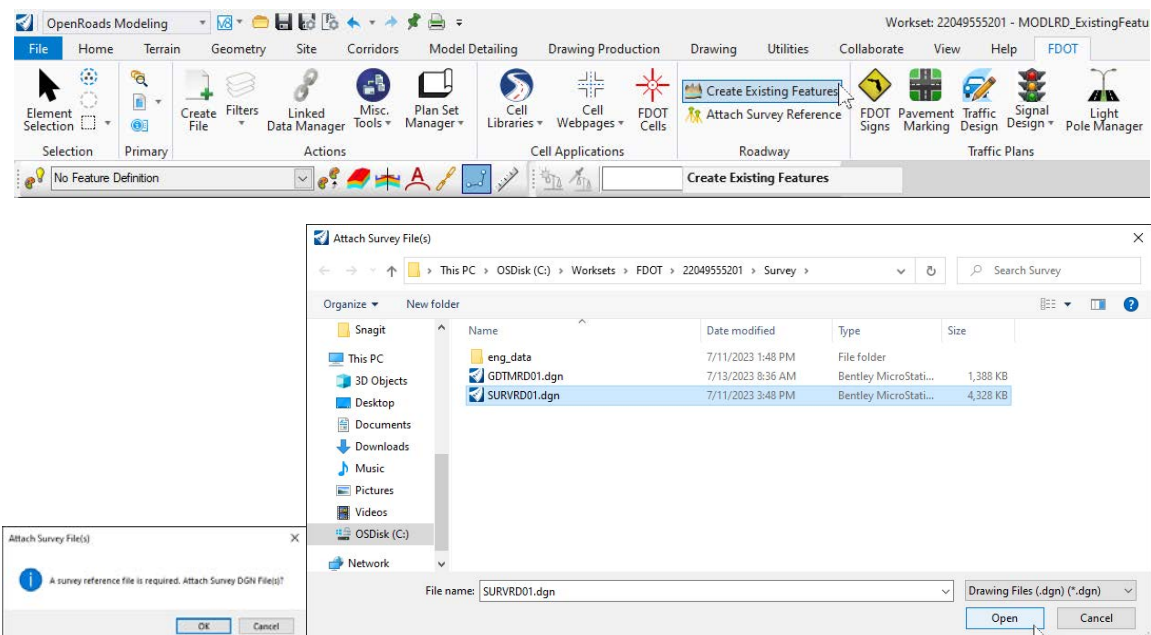 OpenRoads Modeling Workset: 22049555201 - MODLRD_ExistingFeatu
File Home Terrain Geometry Site Corridors Model Detailing Drawing Production Drawing Utilities Collaborate View Help FDOT
Element Selection
Create File
Filters
Linked Data Manager
Misc. Tools
Plan Set Manager
Cell Libraries
Cell Webpages
FDOT Cells
Create Existing Features
Attach Survey Reference
FDOT Signs
Pavement Marking
Traffic Design
Signal Design
Light Pole Manager
Selection Primary Actions Cell Applications Roadway Traffic Plans
No Feature Definition
Create Existing Features
Attach Survey File(s)
This PC > OSDisk (C:) > Worksets > FDOT > 22049555201 > Survey >
Search Survey
Organize New folder
Snagit
This PC
3D Objects
Desktop
Documents
Downloads
Music
Pictures
Videos
OSDisk (C:)
Network
Name Date modified Type Size
eng_data 7/11/2023 1:48 PM File folder
GDTMRD01.dgn 7/13/2023 8:36 AM Bentley MicroStati... 1,388 KB
SURVRD01.dgn 7/11/2023 3:48 PM Bentley MicroStati... 4,328 KB
File name: SURVRD01.dgn Drawing Files (.dgn) (*.dgn)
Open Cancel
Attach Survey File(s)
A survey reference file is required. Attach Survey DGN File(s)?
OK Cancel